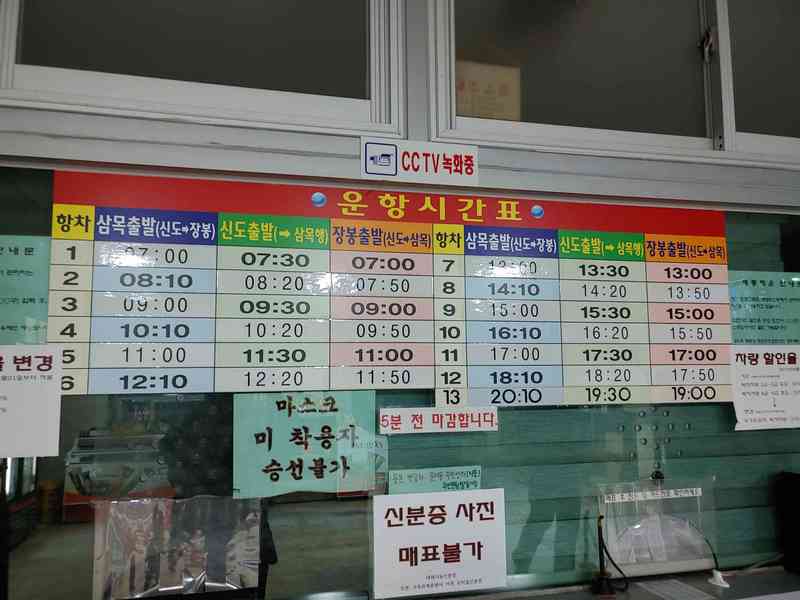 CCTV녹화중
운항시간표
항차 삼목출발(신도➡장봉) 신도출발(➡ 삼목행) 장봉출발(신도➡삼목) 항차 삼목출발(신도➡장봉) 신도출발(➡삼목행) 장봉출발(신도➡삼목)
1 07:00 07:30 07:00 7 13:00 13:30 13:00
2 08:10 08:20 07:50 8 14:10 14:20 13:50
3 09:00 09:30 09:00 9 15:00 15:30 15:00
4 10:10 10:20 09:50 10 16:10 16:20 15:50
5 11:00 11:30 11:00 11 17:00 17:30 17:00
6 12:10 12:20 11:50 12 18:10 18:20 17:50
13 20:10 19:30 19:00
변경
차량 할인율
마스크
미 착용자
승선불가
5분 전 마감합니다.
신분증 사진
매표불가